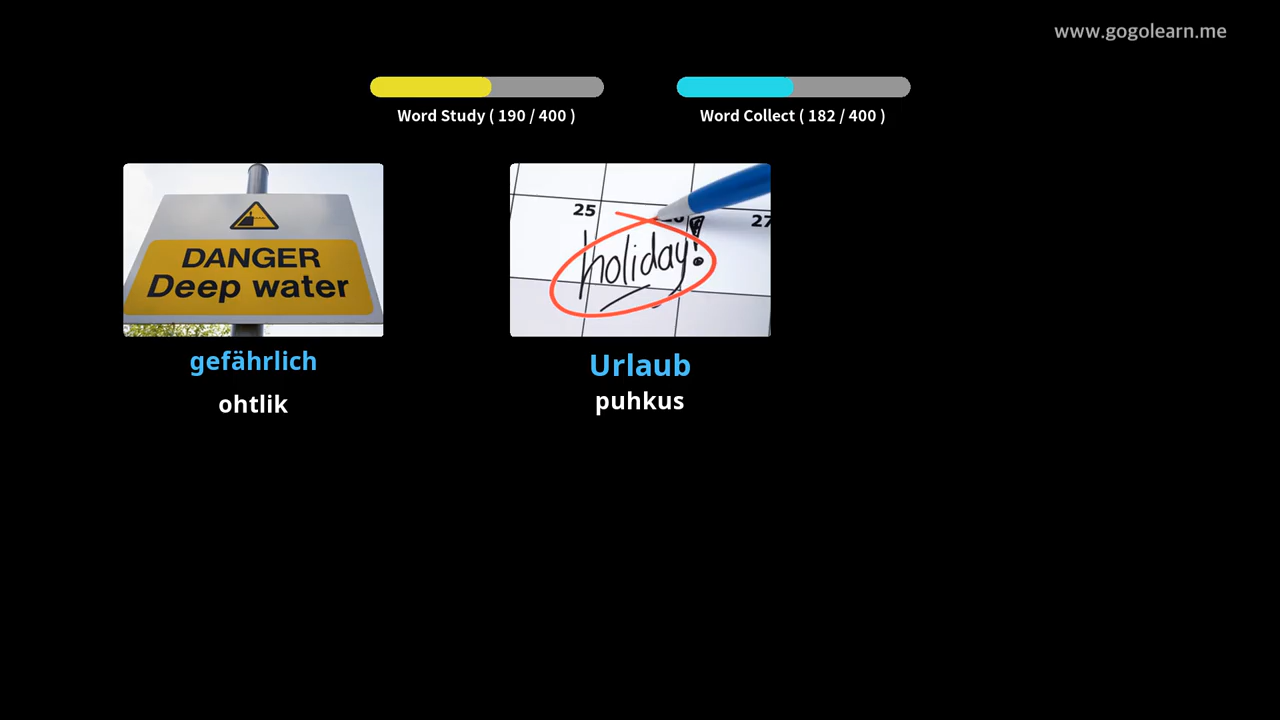 www.gogolearn.me
Word Study ( 190 / 400 )
Word Collect ( 182 / 400 )
DANGER
Deep water
25
27
holiday!
gefährlich
Urlaub
ohtlik
puhkus